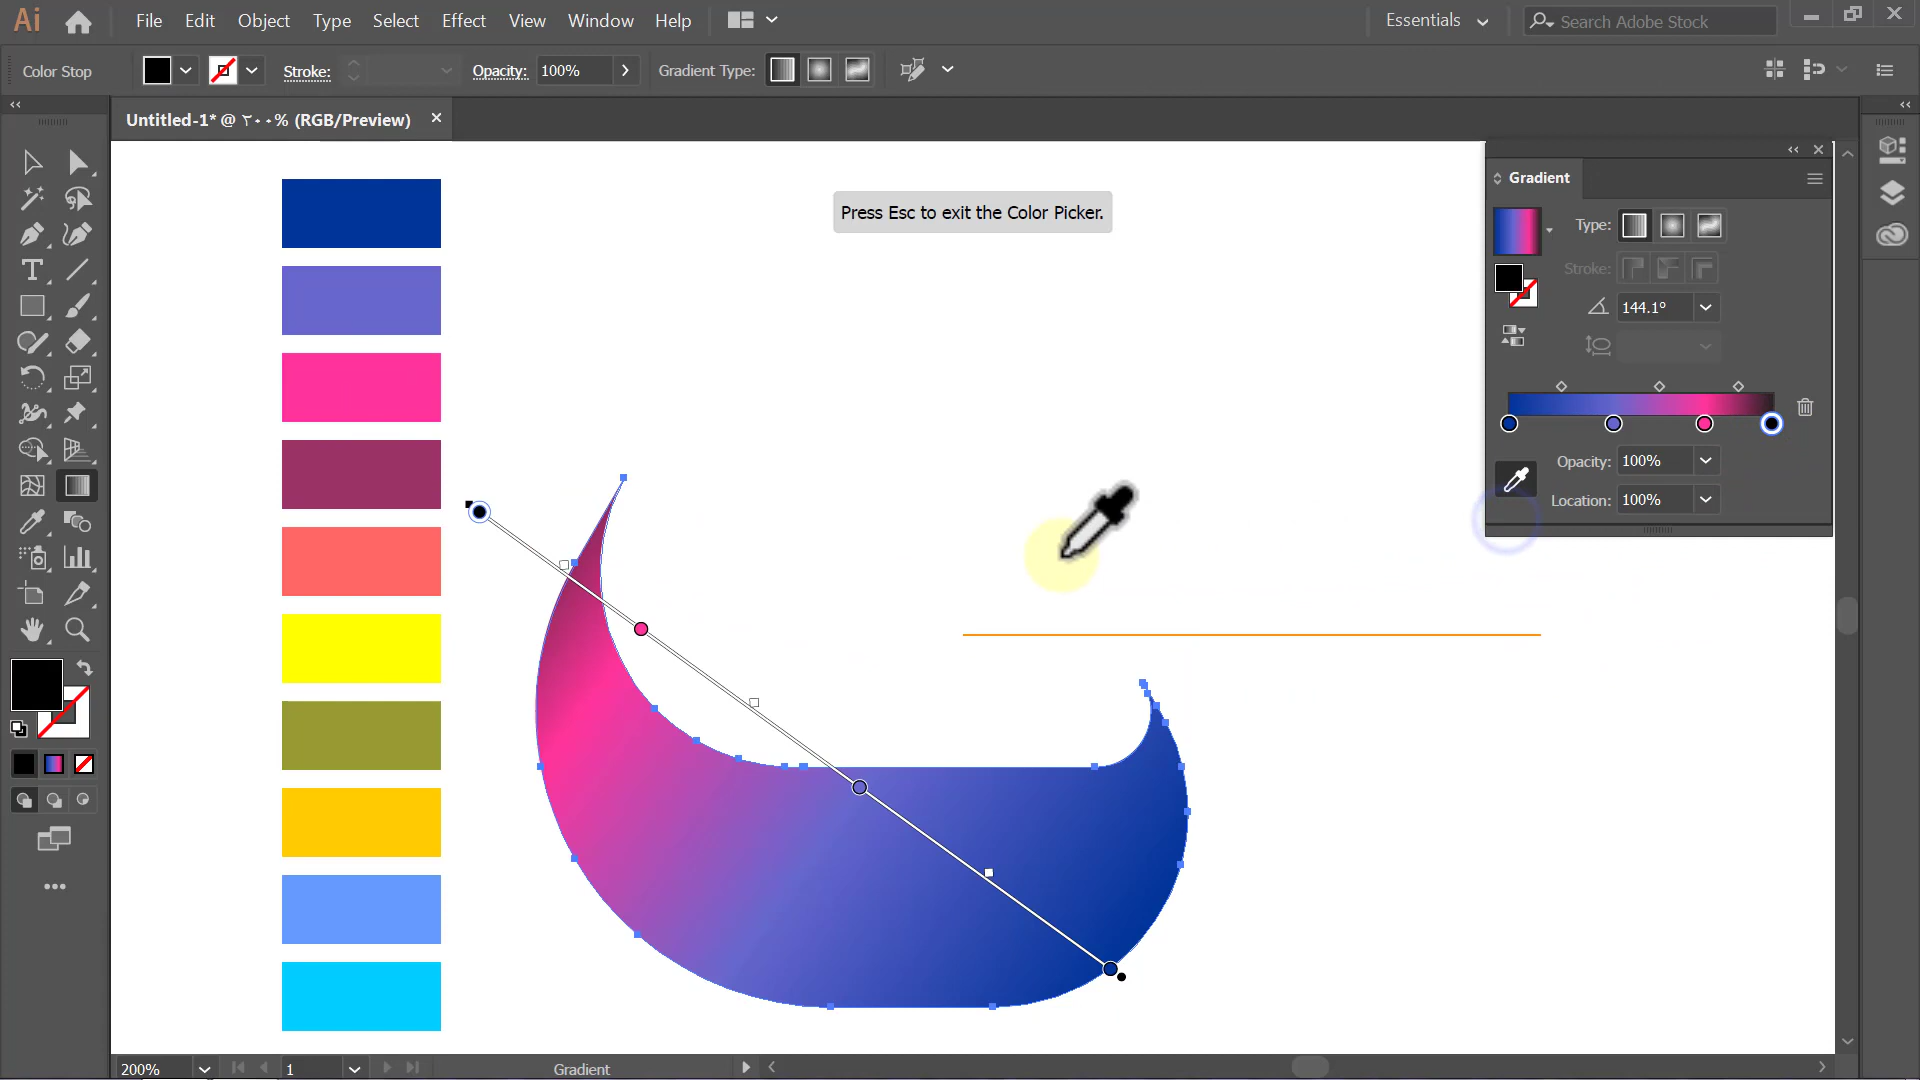 Ai File Edit Object Type Select Effect View Window Help Essentials Search Adobe Stock
Color Stop Stroke: Opacity: 100% Gradient Type:
Untitled-1* @ ٢٠٠% (RGB/Preview)
Press Esc to exit the Color Picker.
Gradient
Type:
Stroke:
144.1°
Opacity: 100%
Location: 100%
T
200% 1 Gradient